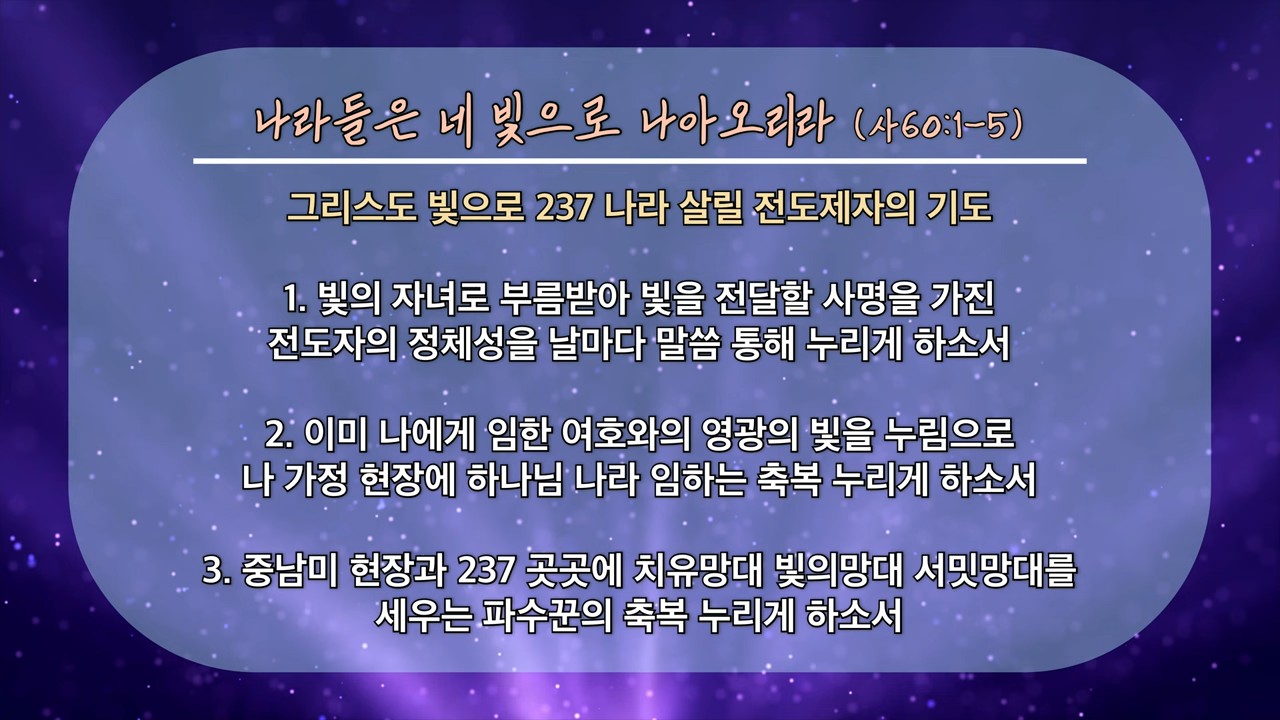 나라들은 네 빛으로 나아오리라 (사60:1-5)
그리스도 빛으로 237 나라 살릴 전도제자의 기도
1. 빛의 자녀로 부름받아 빛을 전달할 사명을 가진
전도자의 정체성을 날마다 말씀 통해 누리게 하소서
2. 이미 나에게 임한 여호와의 영광의 빛을 누림으로
나 가정 현장에 하나님 나라 임하는 축복 누리게 하소서
3. 중남미 현장과 237 곳곳에 치유망대 빛의망대 서밋망대를
세우는 파수꾼의 축복 누리게 하소서